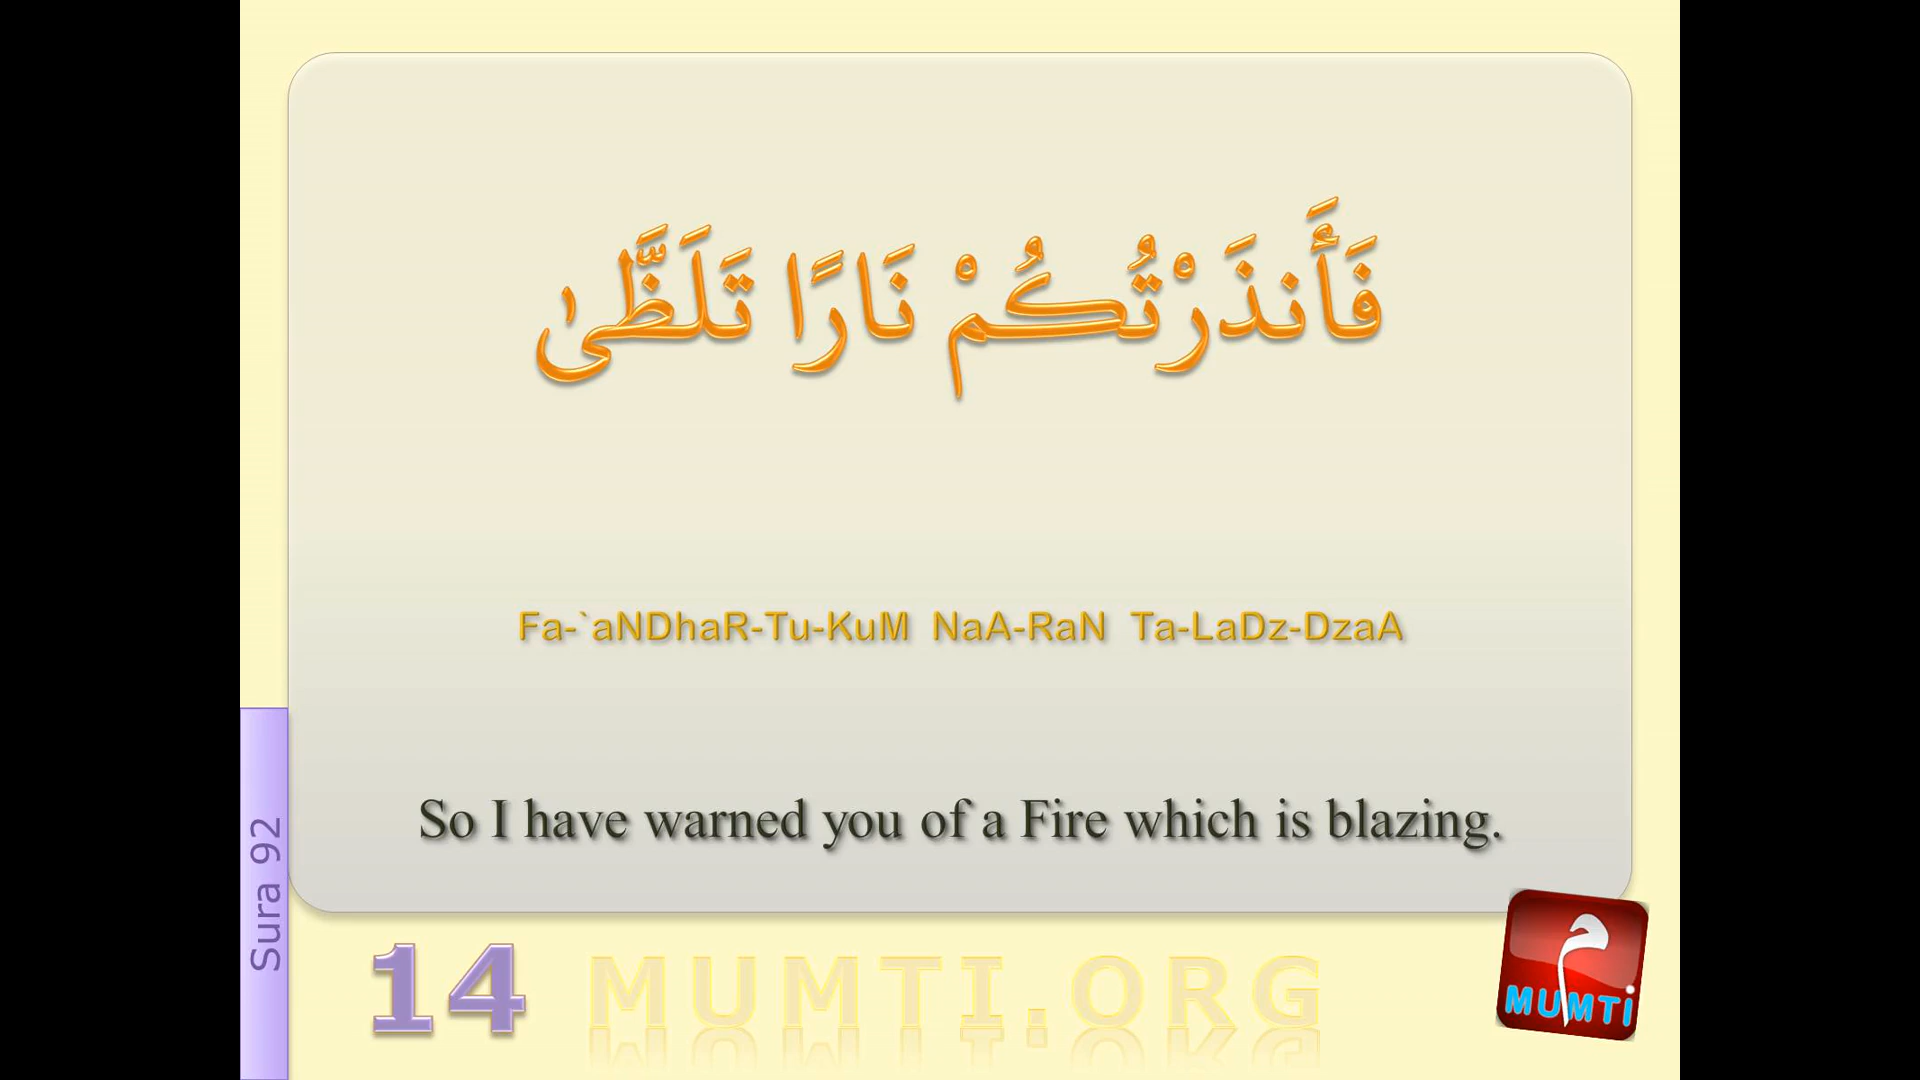 فَأَنذَرْتُكُمْ نَارًا تَلَظَّىٰ
Fa-`aNDhaR-Tu-KuM NaA-RaN Ta-LaDz-DzaA
So I have warned you of a Fire which is blazing.
Sura 92
14
MUMTI.ORG
م
MUMTi